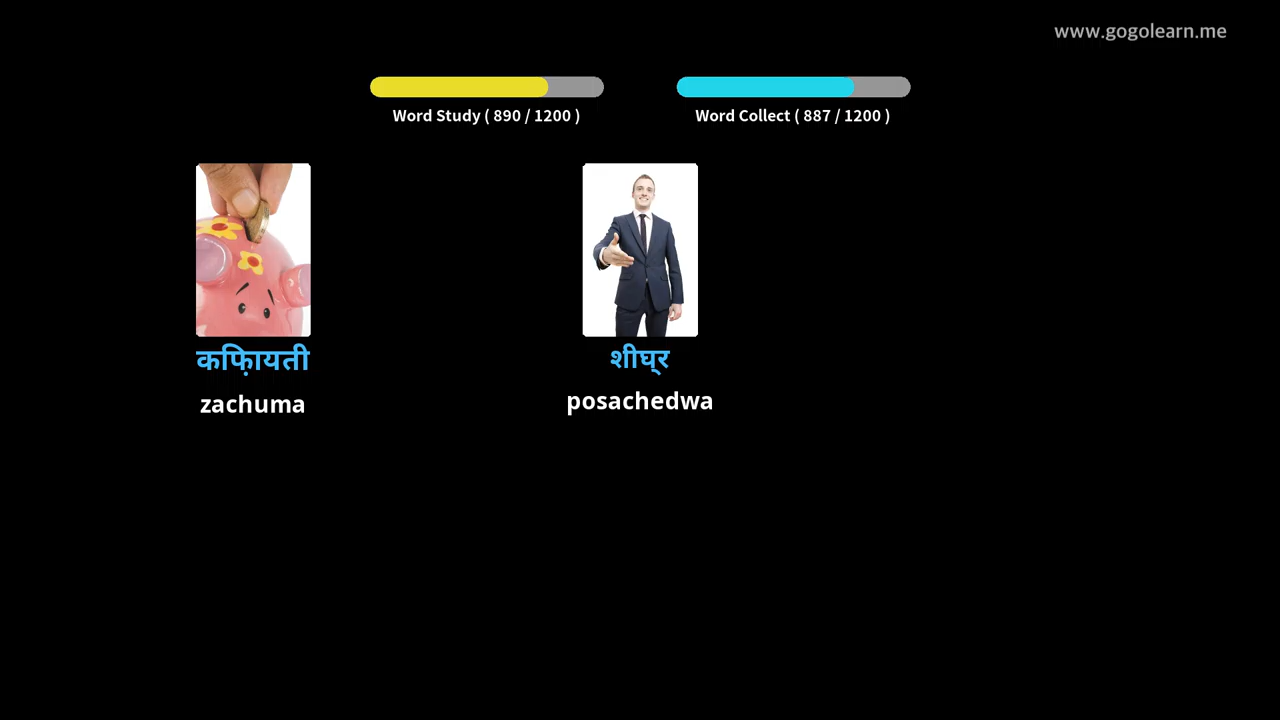 www.gogolearn.me
Word Study ( 890 / 1200 )
Word Collect ( 887 / 1200 )
कफ़ियती
शीघ्र
zachuma
posachedwa